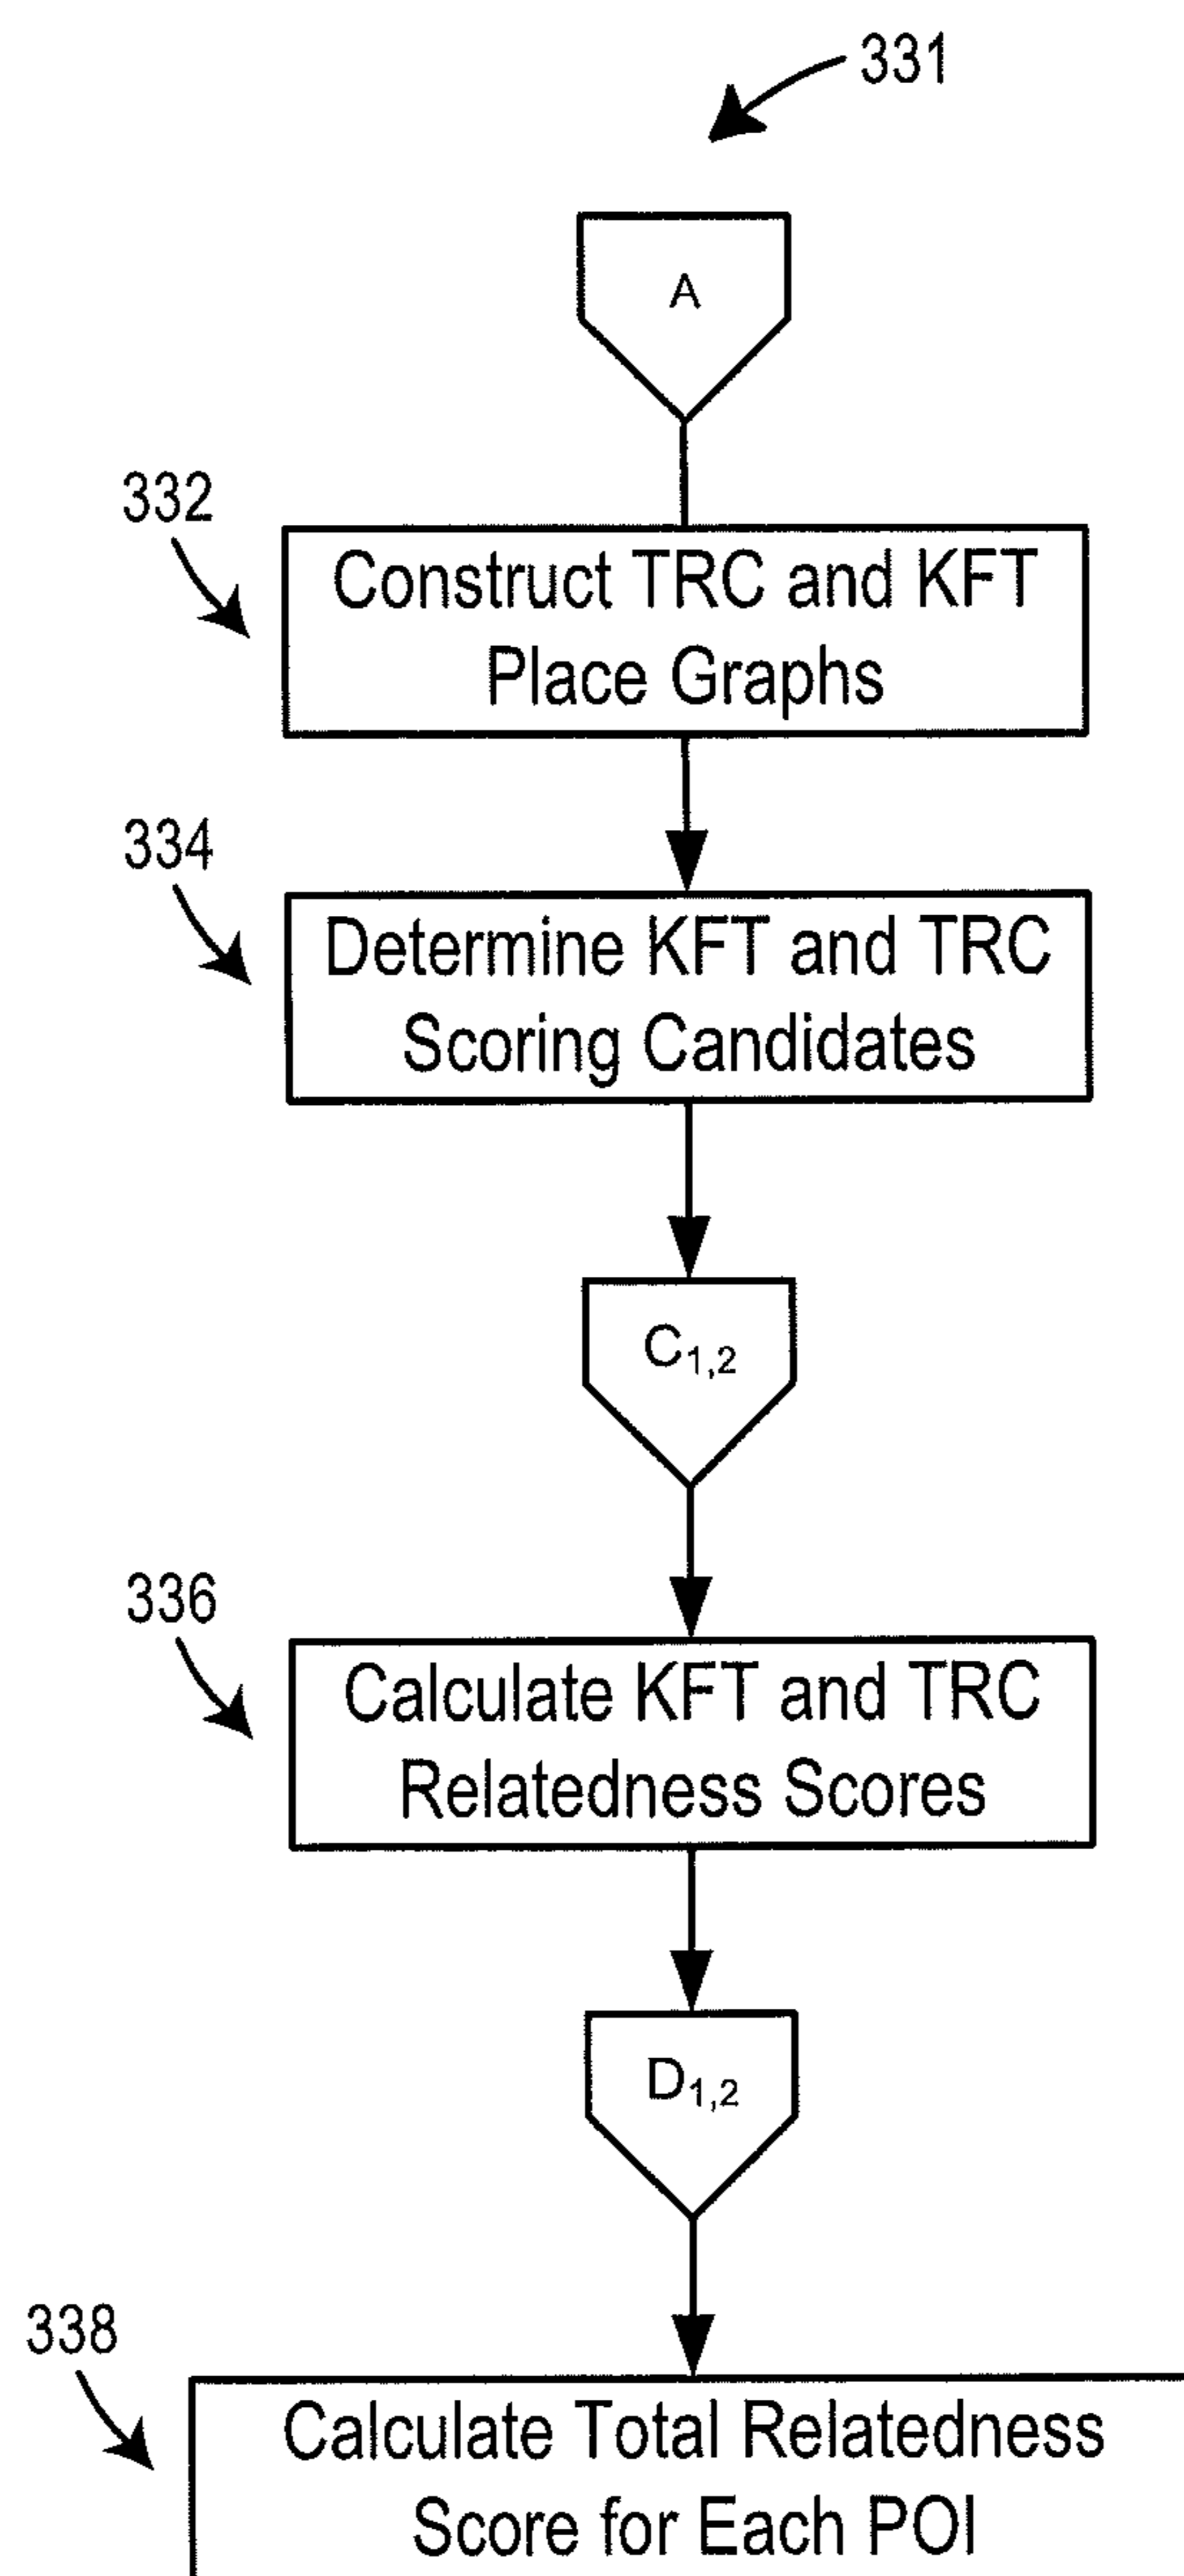 331
A
332
Construct TRC and KFT
Place Graphs
334
Determine KFT and TRC
Scoring Candidates
C1,2
336
Calculate KFT and TRC
Relatedness Scores
D1,2
338
Calculate Total Relatedness
Score for Each POI